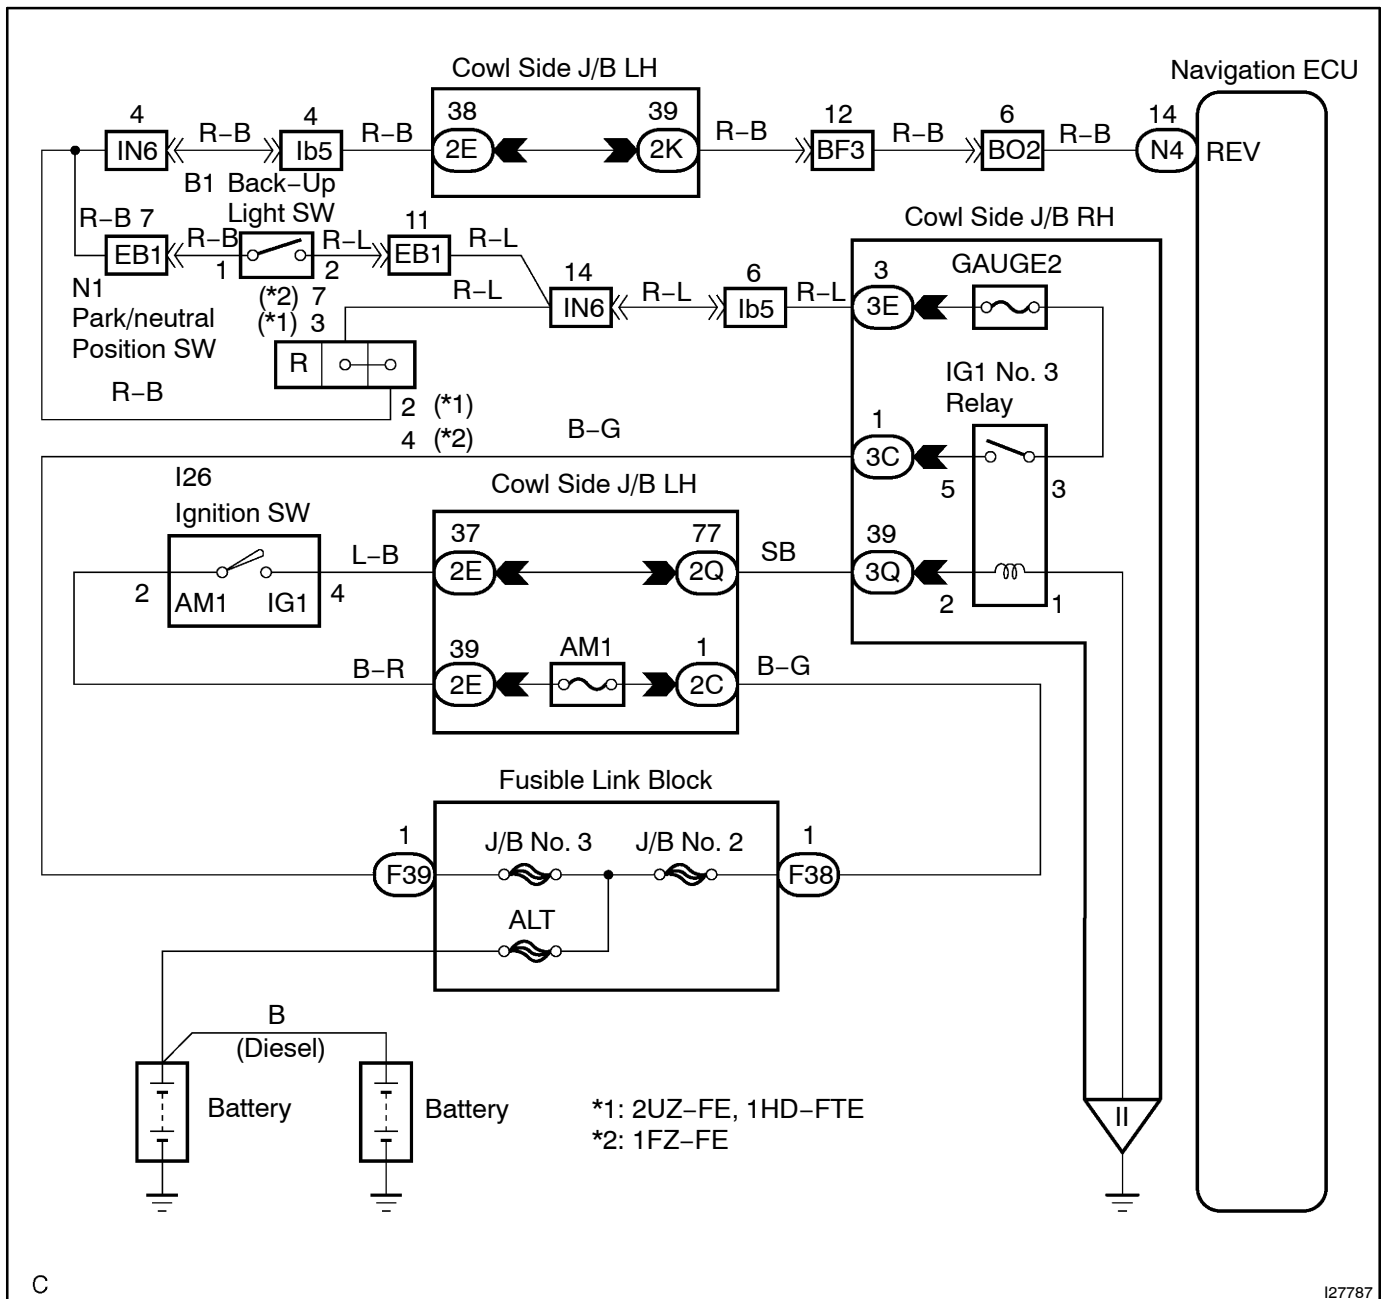 Cowl Side J/B LH
Navigation ECU
4
R–B
4
R–B
38
39
R–B
12
R–B
6
R–B
14
IN6
Ib5
2E
2K
BF3
BO2
N4
REV
B1 Back–Up
Light SW
R–B 7
R–B
R–L
11
R–L
Cowl Side J/B RH
EB1
1
2
EB1
GAUGE2
N1
Park/neutral
Position SW
(*2) 7
(*1) 3
R–L
14
R–L
6
R–L
3
IN6
Ib5
3E
R
R–B
2 (*1)
4 (*2)
B–G
IG1 No. 3
Relay
1
3C
5
3
I26
Ignition SW
Cowl Side J/B LH
L–B
37
77
SB
39
2E
2Q
3Q
2
AM1
IG1
4
2
1
B–R
39
AM1
1
B–G
2E
2C
Fusible Link Block
1
J/B No. 3
J/B No. 2
1
F39
F38
ALT
B
(Diesel)
Battery
Battery
*1: 2UZ–FE, 1HD–FTE
*2: 1FZ–FE
II
C
I27787